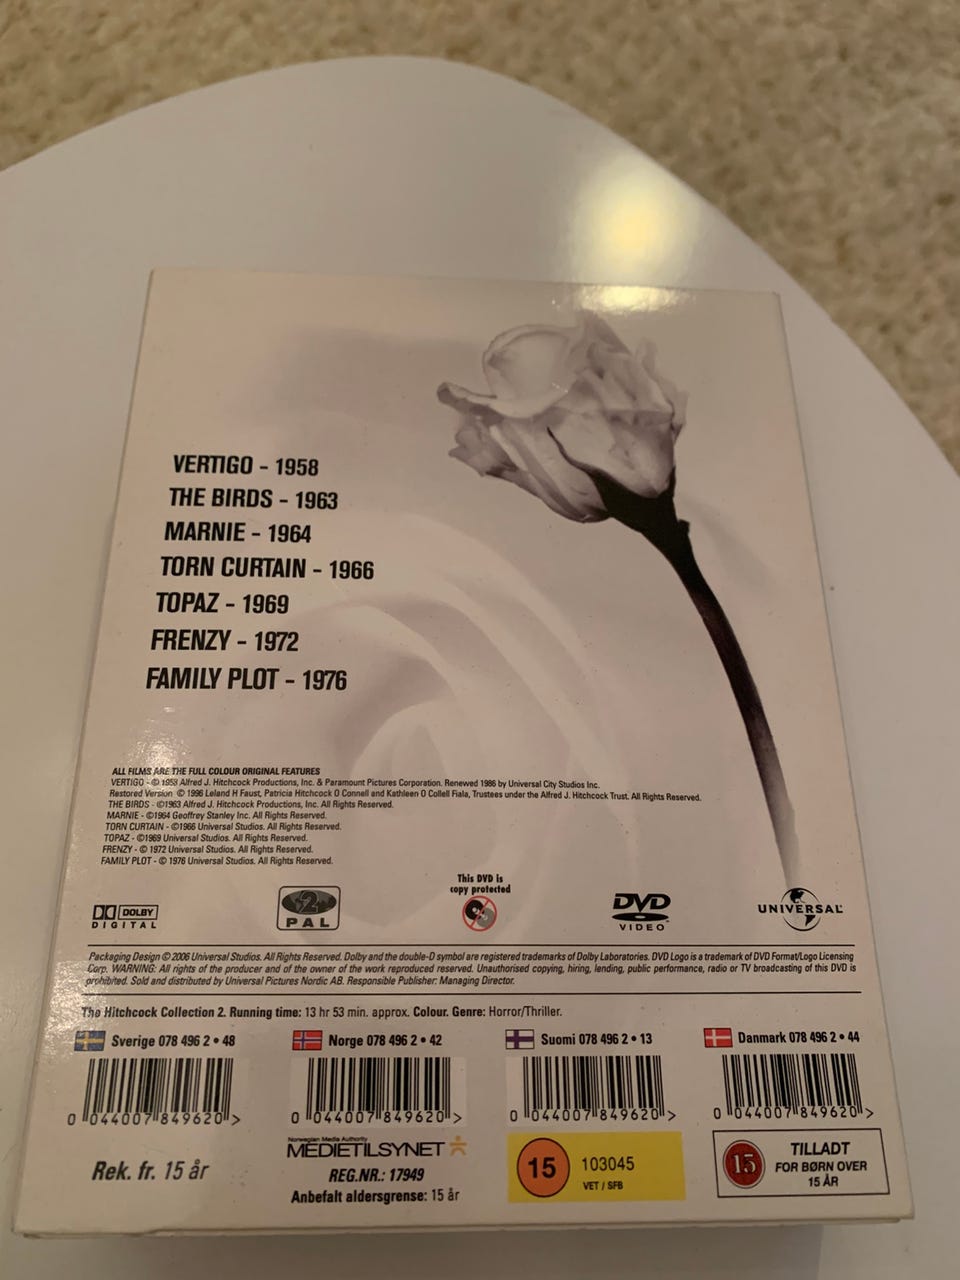 VERTIGO - 1958
THE BIRDS - 1963
MARNIE - 1964
TORN CURTAIN - 1966
TOPAZ - 1969
FRENZY - 1972
FAMILY PLOT - 1976
ALL FILMS ARE THE FULL COLOUR ORIGINAL FEATURES
VERTIGO - © 1958 Alfred J. Hitchcock Productions, Inc. & Paramount Pictures Corporation. Renewed 1986 by Universal City Studios Inc.
Restored Version © 1996 Leland H Faust, Patricia Hitchcock O Connell and Kathleen O Collell Fiala, Trustees under the Alfred J. Hitchcock Trust. All Rights Reserved.
THE BIRDS - ©1963 Alfred J. Hitchcock Productions, Inc. All Rights Reserved.
MARNIE - ©1964 Geoffrey Stanley Inc. All Rights Reserved.
TORN CURTAIN - ©1966 Universal Studios. All Rights Reserved.
TOPAZ - ©1969 Universal Studios. All Rights Reserved.
FRENZY - © 1972 Universal Studios. All Rights Reserved.
FAMILY PLOT - © 1976 Universal Studios. All Rights Reserved.
DOLBY
DIGITAL
2
PAL
This DVD is
copy protected
DVD
VIDEO
UNIVERSAL
Packaging Design © 2006 Universal Studios. All Rights Reserved. Dolby and the double-D symbol are registered trademarks of Dolby Laboratories. DVD Logo is a trademark of DVD Format/Logo Licensing
Corp. WARNING: All rights of the producer and of the owner of the work reproduced reserved. Unauthorised copying, hiring, lending, public performance, radio or TV broadcasting of this DVD is
prohibited. Sold and distributed by Universal Pictures Nordic AB. Responsible Publisher: Managing Director.
The Hitchcock Collection 2. Running time: 13 hr 53 min. approx. Colour. Genre: Horror/Thriller.
Sverige 078 496 2 • 48
Norge 078 496 2 • 42
Suomi 078 496 2 • 13
Danmark 078 496 2 • 44
0 044007 849620 >
0 044007 849620 >
0 044007 849620 >
0 044007 849620 >
Rek. fr. 15 år
Norwegian Media Authority
MEDIETILSYNET
REG.NR.: 17949
Anbefalt aldersgrense: 15 år
15
103045
VET / SFB
15
TILLADT
FOR BØRN OVER
15 ÅR